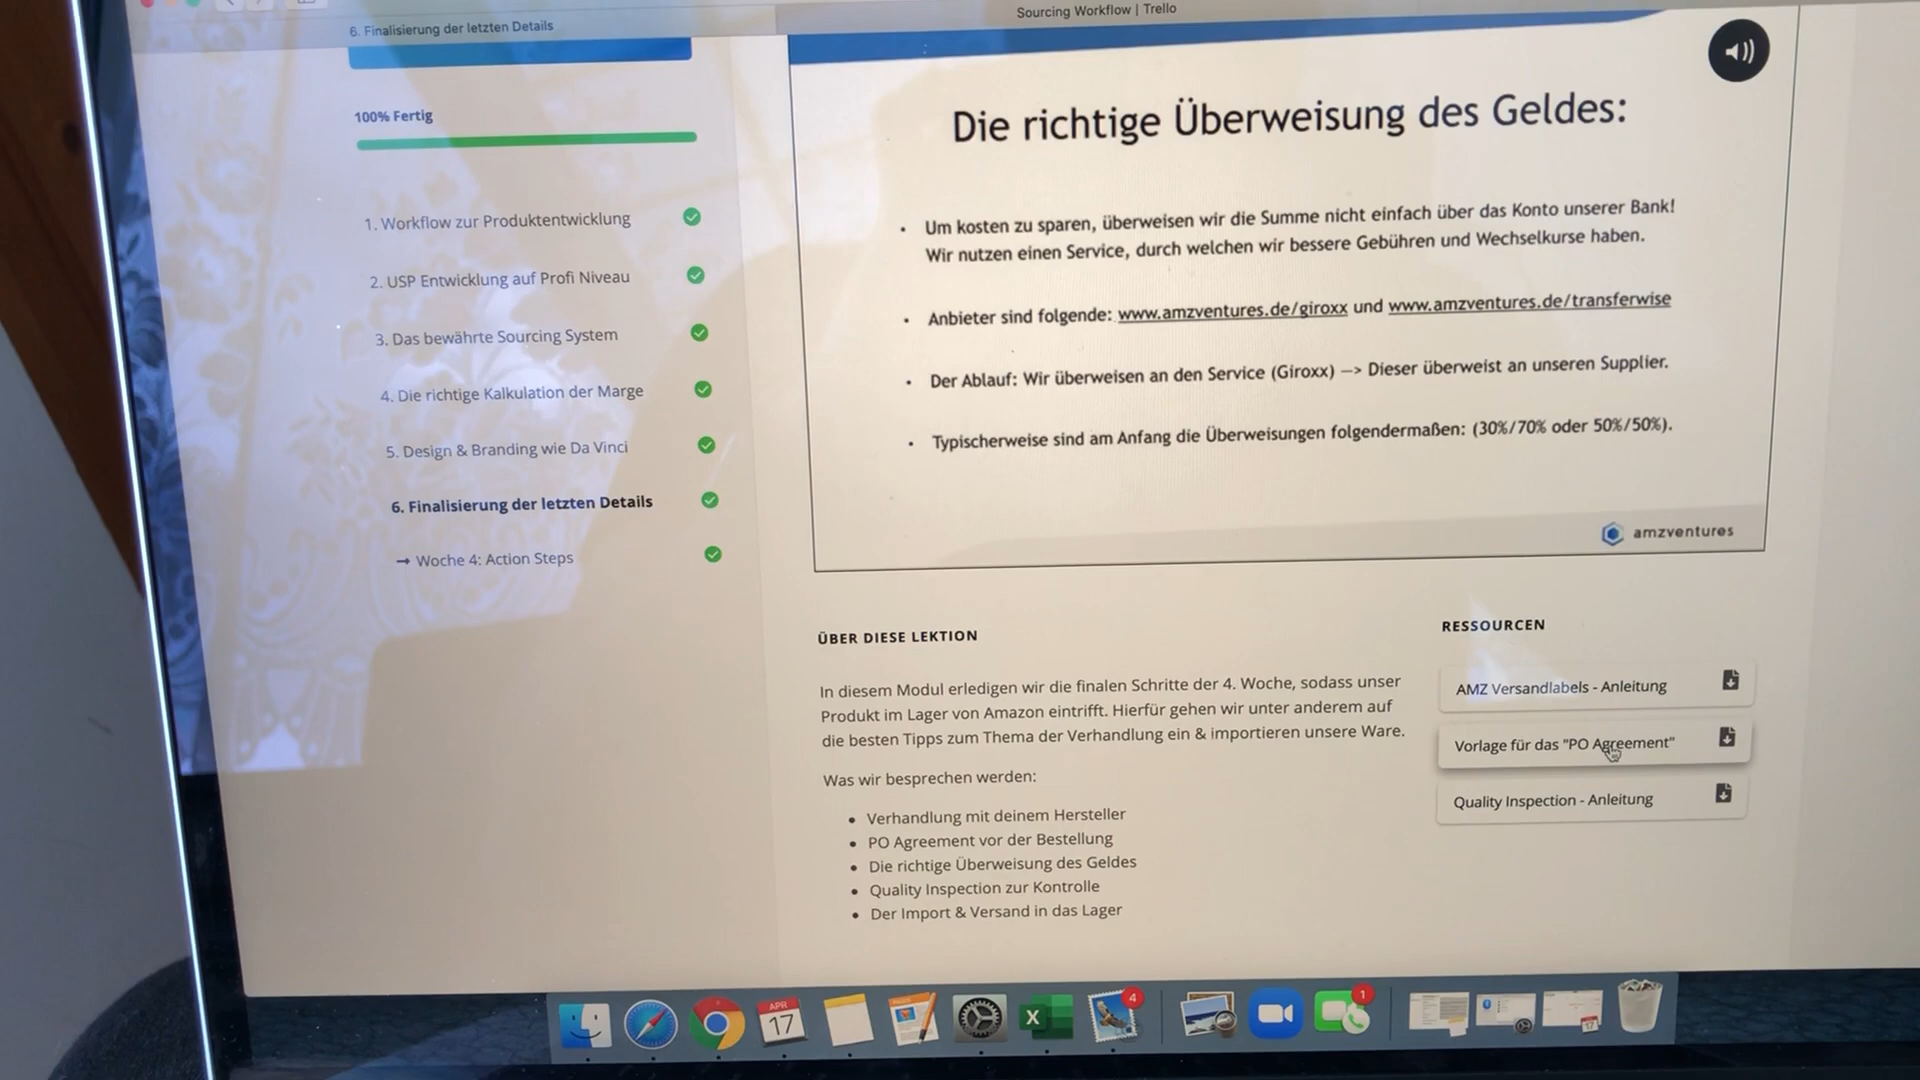 6. Finalisierung der letzten Details
Sourcing Workflow | Trello
100% Fertig
1. Workflow zur Produktentwicklung
2. USP Entwicklung auf Profi Niveau
3. Das bewährte Sourcing System
4. Die richtige Kalkulation der Marge
5. Design & Branding wie Da Vinci
6. Finalisierung der letzten Details
→ Woche 4: Action Steps
Die richtige Überweisung des Geldes:
• Um kosten zu sparen, überweisen wir die Summe nicht einfach über das Konto unserer Bank!
Wir nutzen einen Service, durch welchen wir bessere Gebühren und Wechselkurse haben.
• Anbieter sind folgende: www.amzventures.de/giroxx und www.amzventures.de/transferwise
• Der Ablauf: Wir überweisen an den Service (Giroxx) —> Dieser überweist an unseren Supplier.
• Typischerweise sind am Anfang die Überweisungen folgendermaßen: (30%/70% oder 50%/50%).
amzventures
ÜBER DIESE LEKTION
In diesem Modul erledigen wir die finalen Schritte der 4. Woche, sodass unser
Produkt im Lager von Amazon eintrifft. Hierfür gehen wir unter anderem auf
die besten Tipps zum Thema der Verhandlung ein & importieren unsere Ware.
Was wir besprechen werden:
• Verhandlung mit deinem Hersteller
• PO Agreement vor der Bestellung
• Die richtige Überweisung des Geldes
• Quality Inspection zur Kontrolle
• Der Import & Versand in das Lager
RESSOURCEN
AMZ Versandlabels - Anleitung
Vorlage für das "PO Agreement"
Quality Inspection - Anleitung
APR
17
PAGES
X
4
1
17